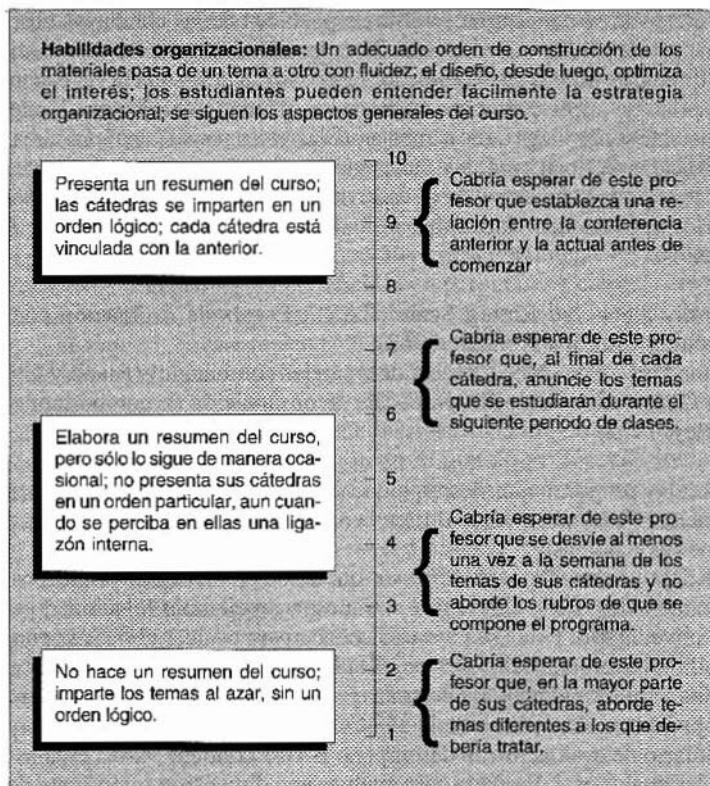 Habilidades organizacionales: Un adecuado orden de construcción de los
materiales pasa de un tema a otro con fluidez; el diseño, desde luego, optimiza
el interés; los estudiantes pueden entender fácilmente la estrategia
organizacional; se siguen los aspectos generales del curso.
10
Presenta un resumen del curso;
las cátedras se imparten en un
orden lógico; cada cátedra está
vinculada con la anterior.
9
8
Cabría esperar de este pro-
fesor que establezca una re-
lación entre la conferencia
anterior y la actual antes de
comenzar
7
6
Cabría esperar de este pro-
fesor que, al final de cada
cátedra, anuncie los temas
que se estudiarán durante el
siguiente periodo de clases.
Elabora un resumen del curso,
pero sólo lo sigue de manera oca-
sional; no presenta sus cátedras
en un orden particular, aun cuan-
do se perciba en ellas una liga-
zón interna.
5
4
3
Cabría esperar de este pro-
fesor que se desvíe al menos
una vez a la semana de los
temas de sus cátedras y no
aborde los rubros de que se
compone el programa.
No hace un resumen del curso;
imparte los temas al azar, sin un
orden lógico.
2
1
Cabría esperar de este pro-
fesor que, en la mayor parte
de sus cátedras, aborde te-
mas diferentes a los que de-
bería tratar.